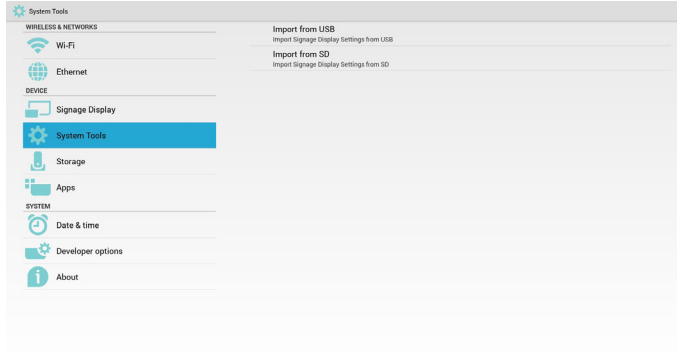 System Tools
WIRELESS & NETWORKS
Wi-Fi
Ethernet
DEVICE
Signage Display
System Tools
Storage
Apps
SYSTEM
Date & time
Developer options
About
Import from USB
Import Signage Display Settings from USB
Import from SD
Import Signage Display Settings from SD